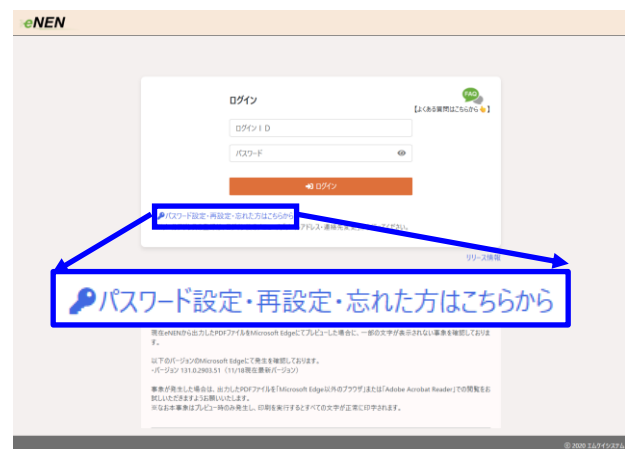 eNEN
ログイン
FAQ
【よくある質問はこちらから👆】
ログインＩＤ
パスワード
ログイン
パスワード設定・再設定・忘れた方はこちらから
アドレス・連絡先
ください。
リリース情報
パスワード設定・再設定・忘れた方はこちらから
現在eNENから出力したPDFファイルをMicrosoft Edgeにてプレビューした場合に、一部の文字が表示されない事象を確認しておりま
す。
以下のバージョンのMicrosoft Edgeにて発生を確認しております。
-バージョン 131.0.2903.51（11/18現在最新バージョン）
事象が発生した場合は、出力したPDFファイルを「Microsoft Edge以外のブラウザ」または「Adobe Acrobat Reader」での閲覧をお
試しいただきますようお願いいたします。
※なお本事象はプレビュー時のみ発生し、印刷を実行するとすべての文字が正常に印字されます。
© 2020 エムケイシステム